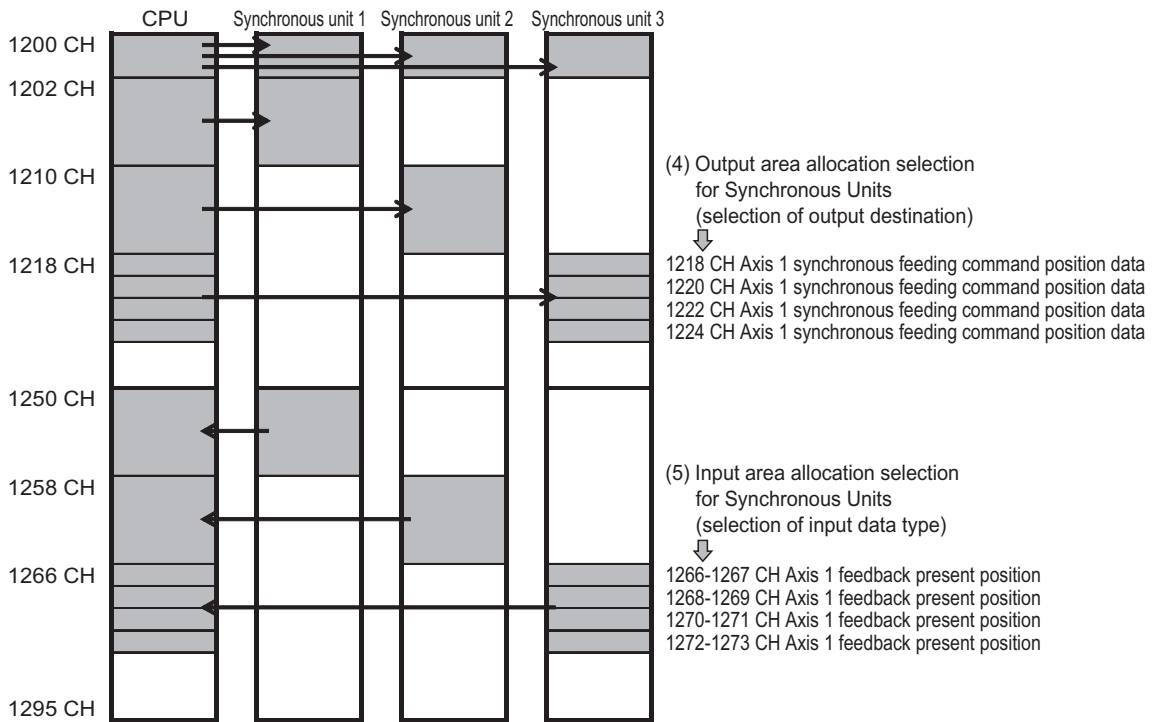 CPU
Synchronous unit 1
Synchronous unit 2
Synchronous unit 3
1200 CH
1202 CH
1210 CH
1218 CH
1250 CH
1258 CH
1266 CH
1295 CH
(4) Output area allocation selection
for Synchronous Units
(selection of output destination)
1218 CH Axis 1 synchronous feeding command position data
1220 CH Axis 1 synchronous feeding command position data
1222 CH Axis 1 synchronous feeding command position data
1224 CH Axis 1 synchronous feeding command position data
(5) Input area allocation selection
for Synchronous Units
(selection of input data type)
1266-1267 CH Axis 1 feedback present position
1268-1269 CH Axis 1 feedback present position
1270-1271 CH Axis 1 feedback present position
1272-1273 CH Axis 1 feedback present position